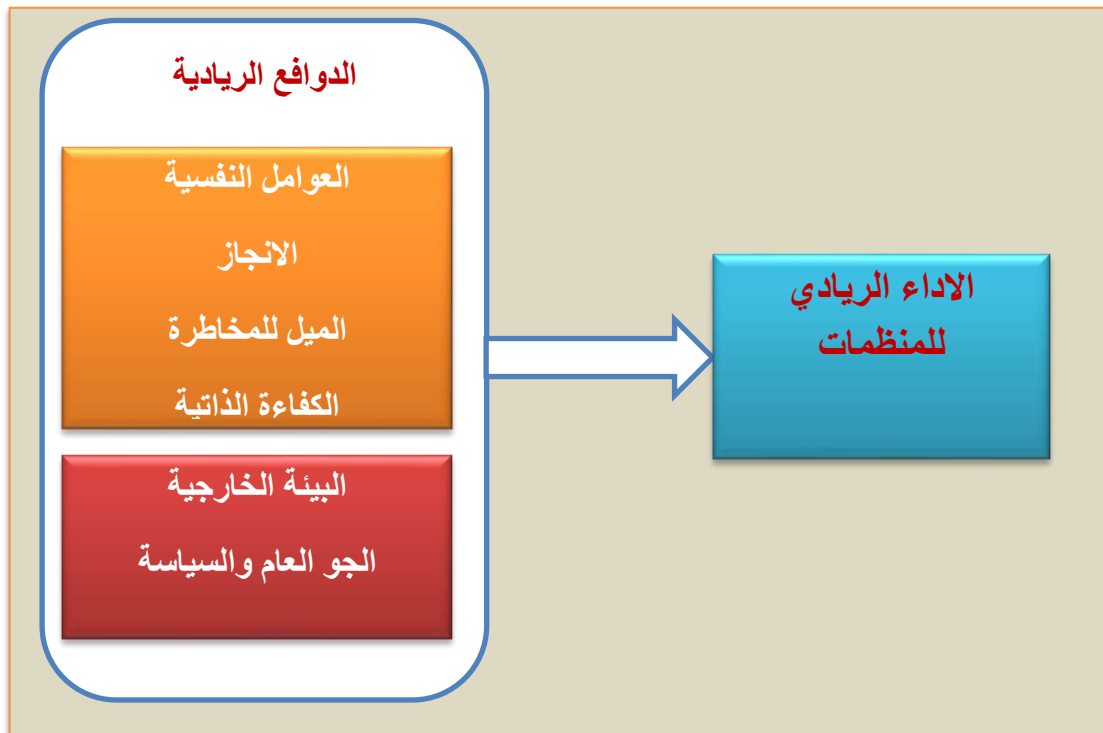 الدوافع الريادية
العوامل النفسية
الانجاز
الميل للمخاطرة
الكفاءة الذاتية
البيئة الخارجية
الجو العام والسياسة
الاداء الريادي
للمنظمات